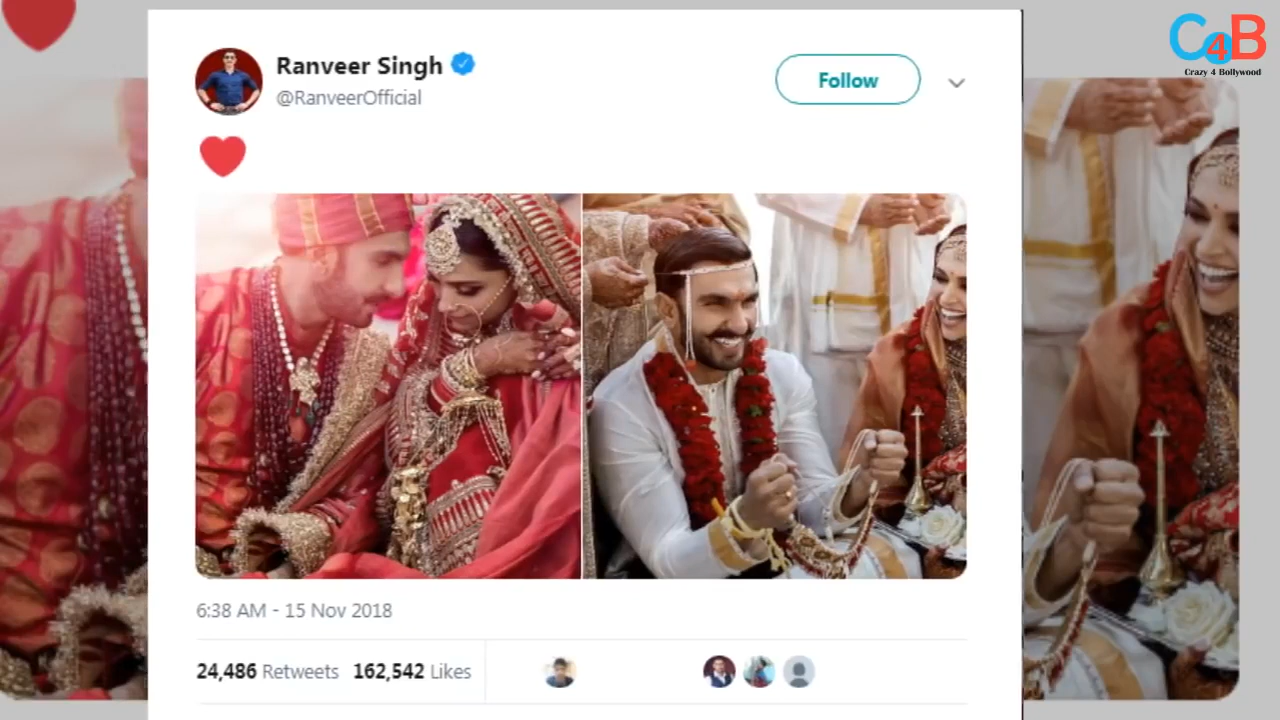 C4B
Crazy 4 Bollywood
Ranveer Singh
@RanveerOfficial
Follow
6:38 AM - 15 Nov 2018
24,486 Retweets 162,542 Likes